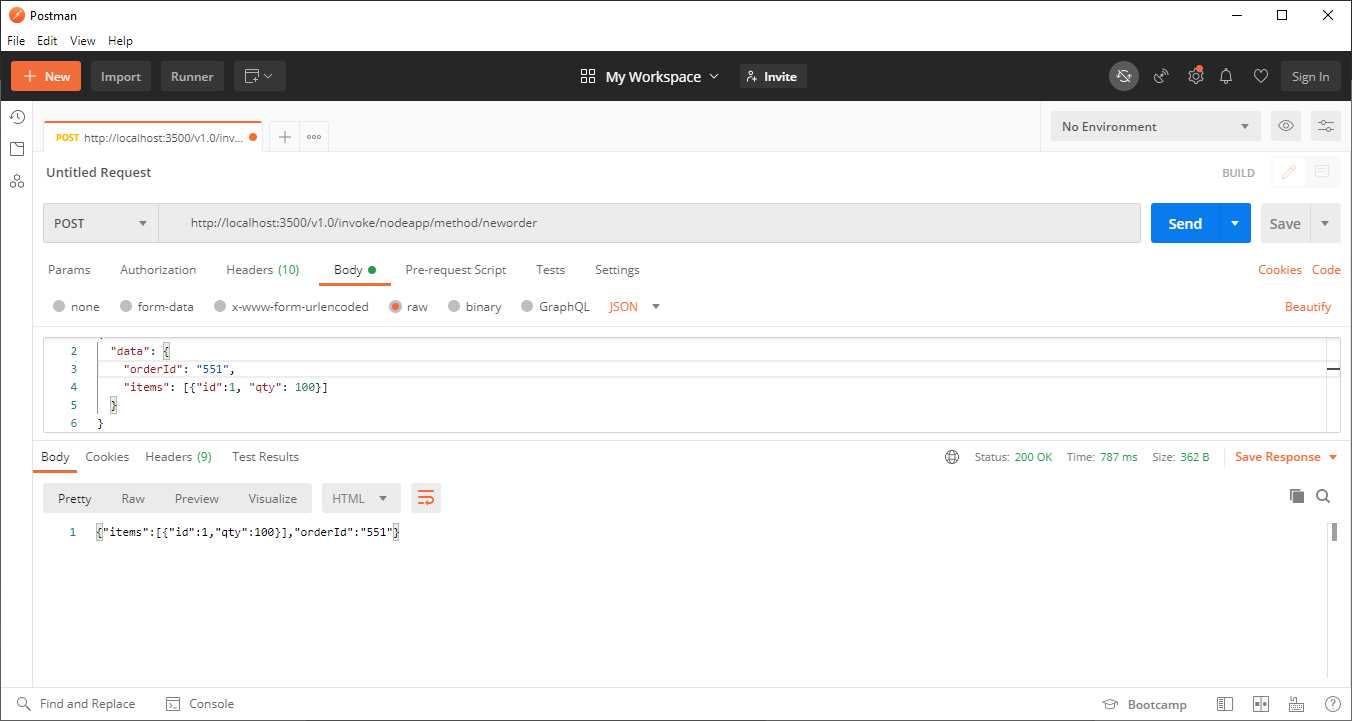 Postman
File Edit View Help
New Import Runner My Workspace Invite Sign In
POST http://localhost:3500/v1.0/inv... No Environment
Untitled Request BUILD
POST http://localhost:3500/v1.0/invoke/nodeapp/method/neworder Send Save
Params Authorization Headers (10) Body Pre-request Script Tests Settings Cookies Code
none form-data x-www-form-urlencoded raw binary GraphQL JSON Beautify
2 "data": {
3 "orderId": "551",
4 "items": [{"id":1, "qty": 100}]
5 }
6 }
Body Cookies Headers (9) Test Results Status: 200 OK Time: 787 ms Size: 362 B Save Response
Pretty Raw Preview Visualize HTML
1 {"items":[{"id":1,"qty":100}],"orderId":"551"}
Find and Replace Console Bootcamp